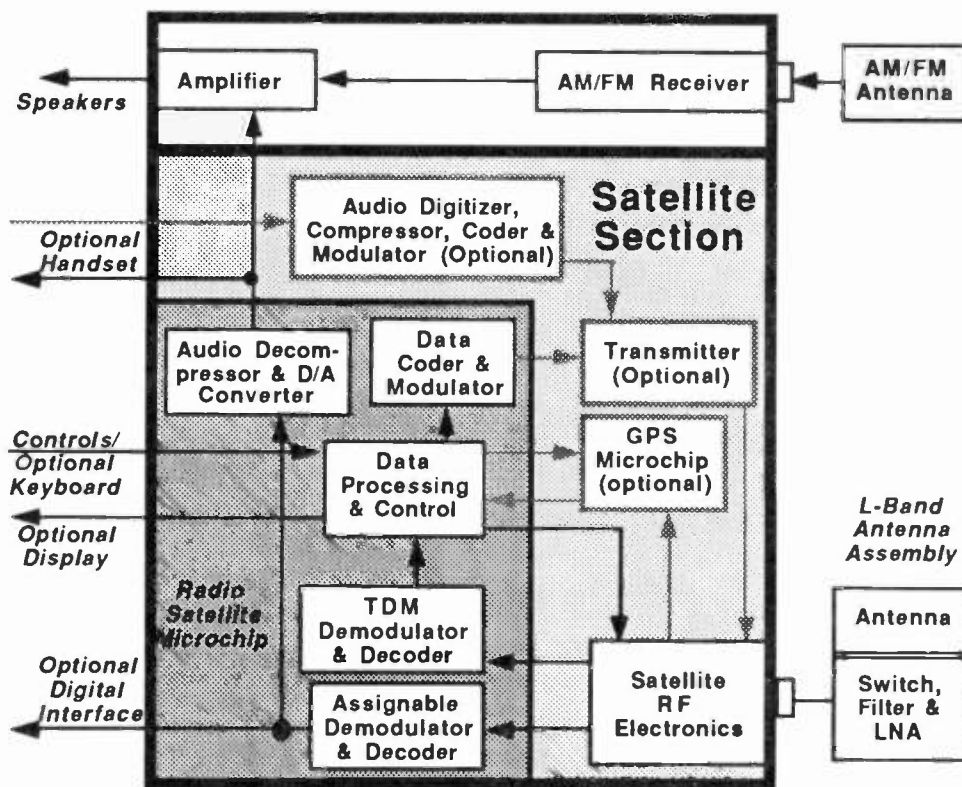 Amplifier
AM/FM Receiver
AM/FM
Antenna
Speakers
Satellite
Section
Audio Digitizer,
Compressor, Coder &
Modulator (Optional)
Optional
Handset
Audio Decom-
pressor & D/A
Converter
Data
Coder &
Modulator
Transmitter
(Optional)
Controls/
Optional
Keyboard
Data
Processing
& Control
GPS
Microchip
(optional)
Optional
Display
L-Band
Antenna
Assembly
Radio
Satellite
Microchip
TDM
Demodulator
& Decoder
Antenna
Optional
Digital
Interface
Assignable
Demodulator
& Decoder
Satellite
RF
Electronics
Switch,
Filter &
LNA